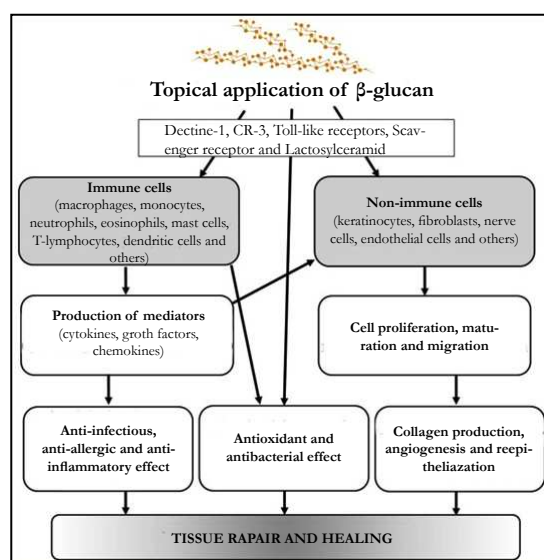 Topical application of β-glucan
Dectine-1, CR-3, Toll-like receptors, Scav-
enger receptor and Lactosylceramid
Immune cells
(macrophages, monocytes,
neutrophils, eosinophils, mast cells,
T-lymphocytes, dendritic cells and
others)
Non-immune cells
(keratinocytes, fibroblasts, nerve
cells, endothelial cells and others)
Production of mediators
(cytokines, groth factors,
chemokines)
Cell proliferation, matu-
ration and migration
Anti-infectious,
anti-allergic and anti-
inflammatory effect
Antioxidant and
antibacterial effect
Collagen production,
angiogenesis and reepi-
theliazation
TISSUE RAPAIR AND HEALING